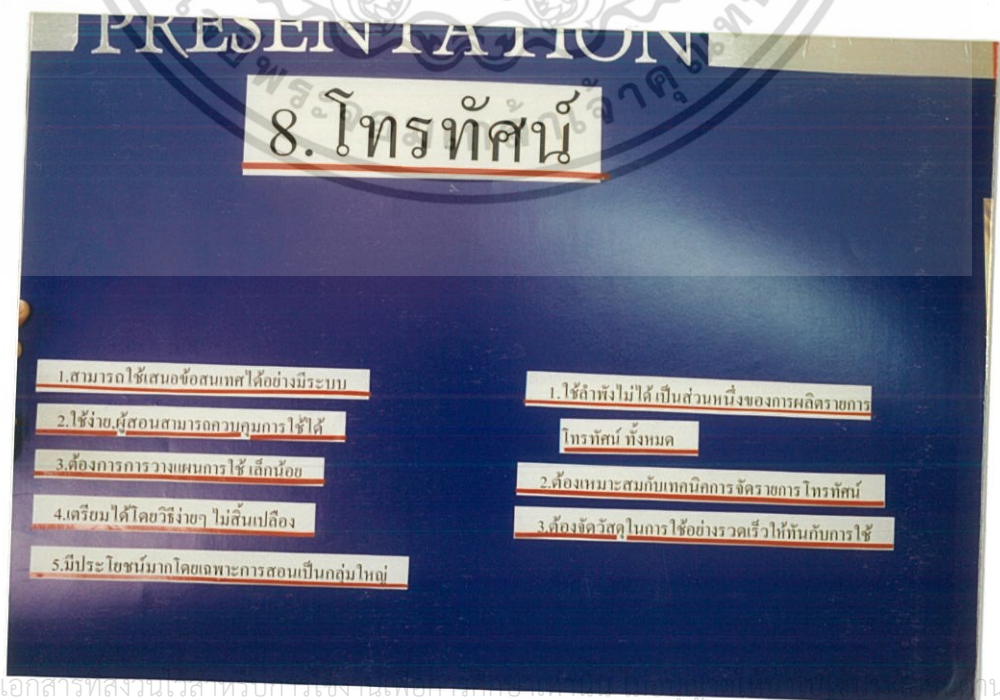 PRESENTATION
8.โทรทัศน์
1.สามารถใช้เสนอข้อสนเทศได้อย่างมีระบบ
2.ใช้ง่าย,ผู้สอนสามารถควบคุมการใช้ได้
3.ต้องการการวางแผนการใช้ เล็กน้อย
4.เตรียมได้โดยวิธีง่ายๆ ไม่สิ้นเปลือง
5.มีประโยชน์มากโดยเฉพาะการสอนเป็นกลุ่มใหญ่
1.ใช้ลำพังไม่ได้ เป็นส่วนหนึ่งของการผลิตรายการ
โทรทัศน์ ทั้งหมด
2.ต้องเหมาะสมกับเทคนิคการจัดรายการ โทรทัศน์
3.ต้องจัดวัสดุในการใช้อย่างรวดเร็วให้ทันกับการใช้